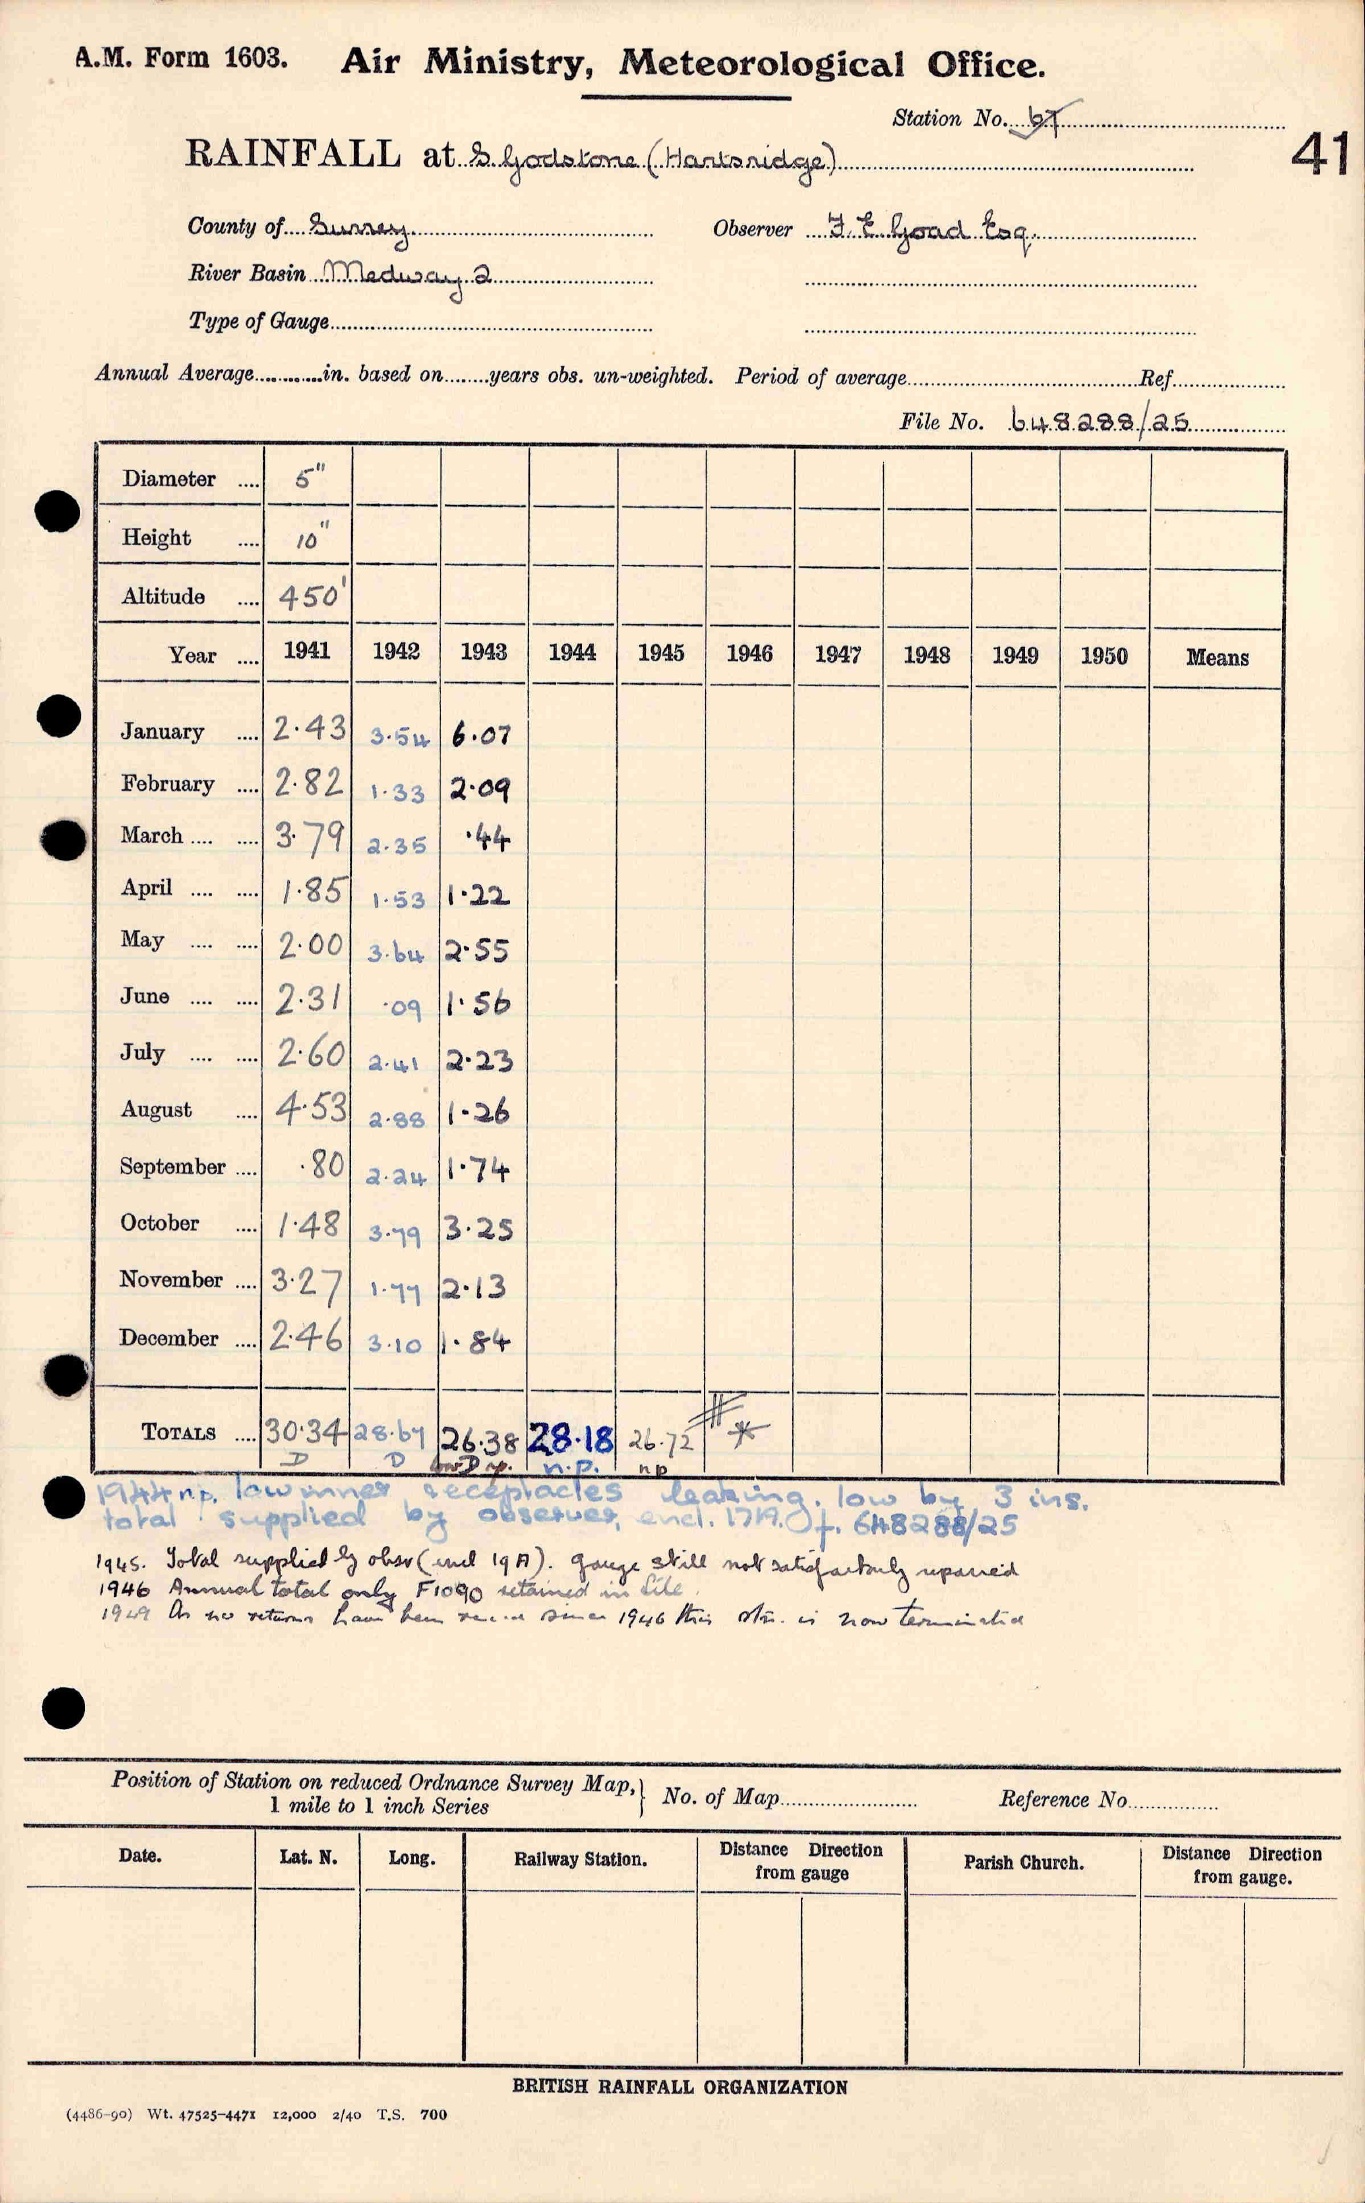 A.M. Form 1603. Air Ministry, Meteorological Office.
Station No. 67
41
RAINFALL at S. Godstone (Hartsridge)
County of Surrey Observer F. E. Goad Esq.
River Basin Medway 2
Type of Gauge
Annual Average............in. based on........years obs. un-weighted. Period of average Ref
File No. 648288/25
Diameter .... 5"
Height .... 10"
Altitude .... 450'
Year .... 1941 1942 1943 1944 1945 1946 1947 1948 1949 1950 Means
January .... 2.43 3.54 6.07
February .... 2.82 1.33 2.09
March .... .... 3.79 2.35 .44
April .... .... 1.85 1.53 1.22
May .... .... 2.00 3.64 2.55
June .... .... 2.31 .09 1.56
July .... .... 2.60 2.41 2.23
August .... 4.53 2.88 1.26
September .... .80 2.24 1.74
October .... 1.48 3.79 3.25
November .... 3.27 1.77 2.13
December .... 2.46 3.10 1.84
TOTALS .... 30.34 28.67 26.38 28.18 26.72 *
D D low D np. n.p. np
1944 n.p. low inner receptacles leaking. low by 3 ins.
total supplied by observer, encl. 17A. Of. 648288/25
1945. Total supplied by obsr (encl 19A). gauge still not satisfactorily repaired
1946 Annual total only F1090 retained in file.
1949 As no returns have been since 1946 this stn. is now terminated
Position of Station on reduced Ordnance Survey Map,} No. of Map Reference No.
1 mile to 1 inch Series
Date. Lat. N. Long. Railway Station. Distance Direction from gauge Parish Church. Distance Direction from gauge.
BRITISH RAINFALL ORGANIZATION
(4486-90) Wt. 47525-4471 12,000 2/40 T.S. 700